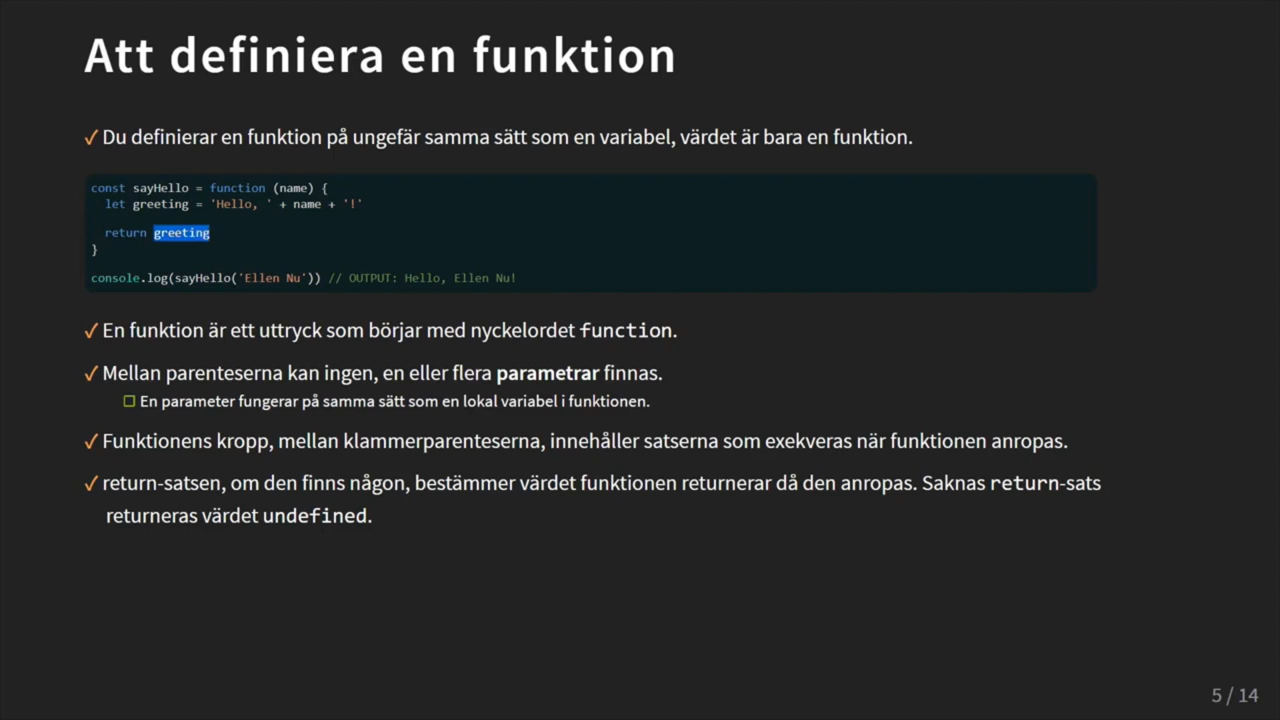 Att definiera en funktion
✓ Du definierar en funktion på ungefär samma sätt som en variabel, värdet är bara en funktion.
const sayHello = function (name) {
  let greeting = 'Hello, ' + name + '!'
  return greeting
}
console.log(sayHello('Ellen Nu')) // OUTPUT: Hello, Ellen Nu!
✓ En funktion är ett uttryck som börjar med nyckelordet function.
✓ Mellan parenteserna kan ingen, en eller flera parametrar finnas.
☐ En parameter fungerar på samma sätt som en lokal variabel i funktionen.
✓ Funktionens kropp, mellan klammerparenteserna, innehåller satserna som exekveras när funktionen anropas.
✓ return-satsen, om den finns någon, bestämmer värdet funktionen returnerar då den anropas. Saknas return-sats
returneras värdet undefined.
5 / 14